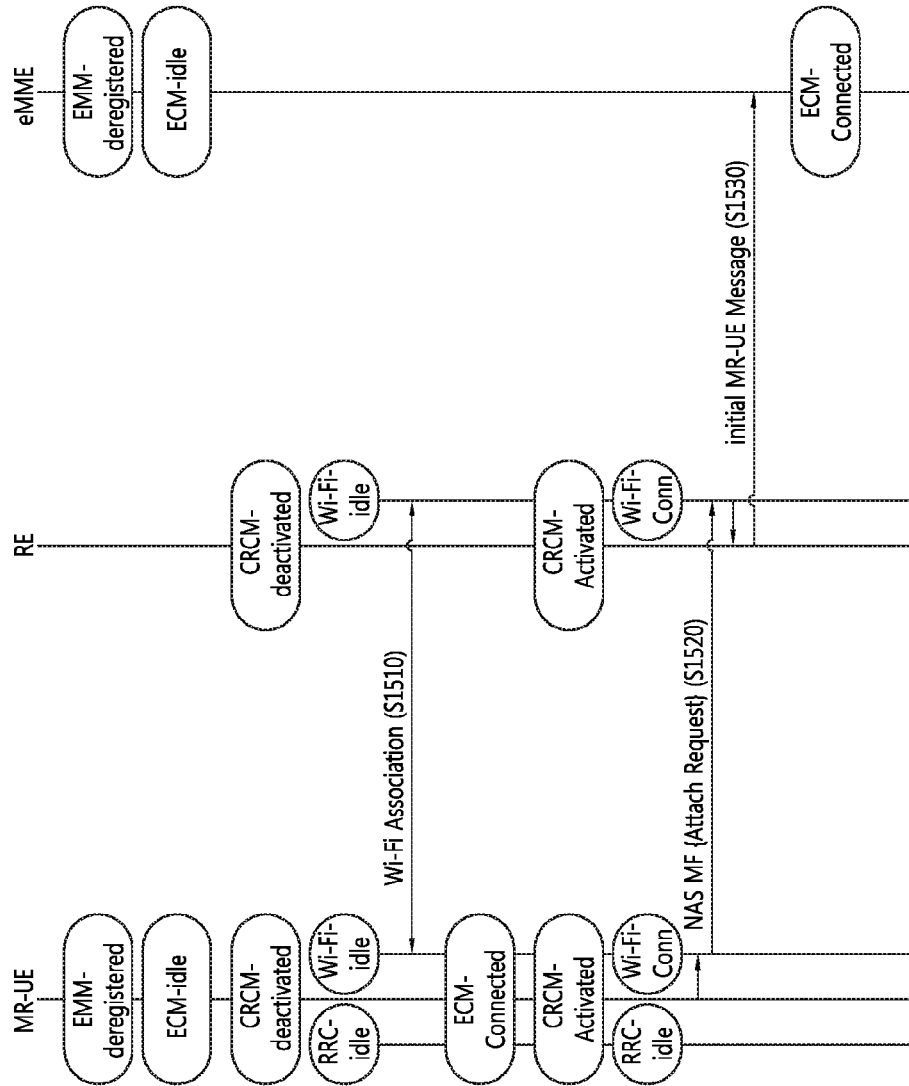 MR-UE
RE
eMME
EMM-
deregistered
EMM-
deregistered
ECM-idle
ECM-idle
CRCM-
deactivated
CRCM-
deactivated
RRC-
idle
Wi-Fi-
idle
Wi-Fi-
idle
Wi-Fi Association (S1510)
ECM-
Connected
CRCM-
Activated
CRCM-
Activated
RRC-
idle
Wi-Fi-
Conn
Wi-Fi-
Conn
NAS MF {Attach Request} (S1520)
initial MR-UE Message (S1530)
ECM-
Connected